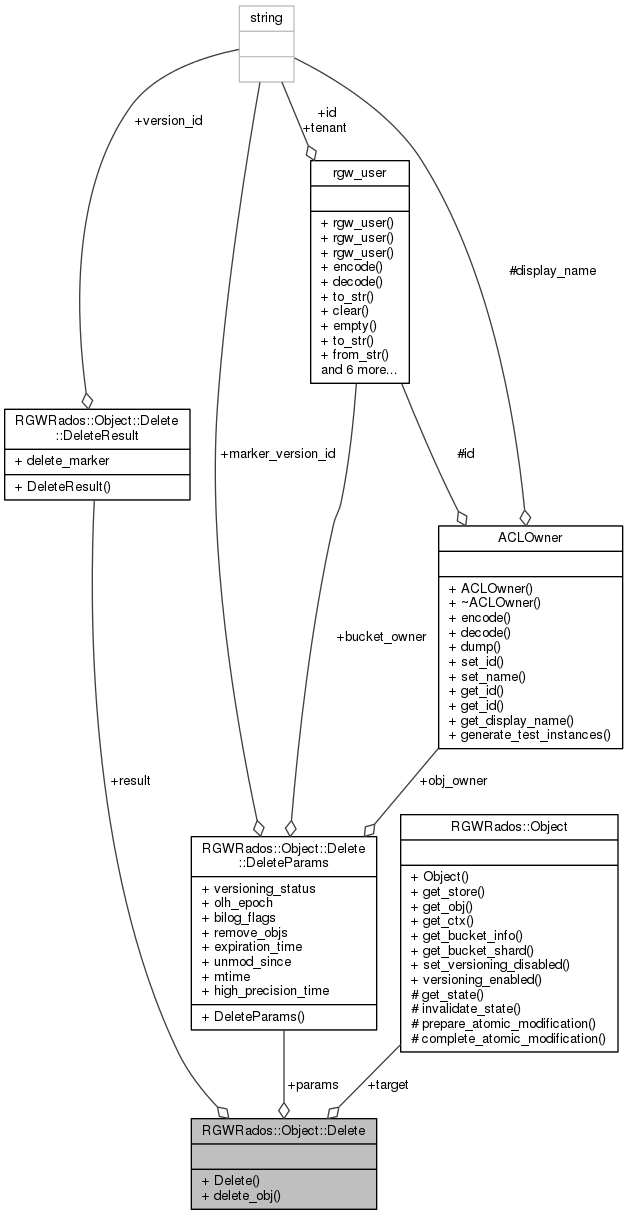 string
+version_id
+id
+tenant
rgw_user
+ rgw_user()
+ rgw_user()
+ rgw_user()
+ encode()
+ decode()
+ to_str()
+ clear()
+ empty()
+ to_str()
+ from_str()
and 6 more...
#display_name
RGWRados::Object::Delete
::DeleteResult
+ delete_marker
+ DeleteResult()
+marker_version_id
#id
ACLOwner
+ ACLOwner()
+ ~ACLOwner()
+ encode()
+ decode()
+ dump()
+ set_id()
+ set_name()
+ get_id()
+ get_id()
+ get_display_name()
+ generate_test_instances()
+bucket_owner
+result
+obj_owner
RGWRados::Object::Delete
::DeleteParams
+ versioning_status
+ olh_epoch
+ bilog_flags
+ remove_objs
+ expiration_time
+ unmod_since
+ mtime
+ high_precision_time
+ DeleteParams()
RGWRados::Object
+ Object()
+ get_store()
+ get_obj()
+ get_ctx()
+ get_bucket_info()
+ get_bucket_shard()
+ set_versioning_disabled()
+ versioning_enabled()
# get_state()
# invalidate_state()
# prepare_atomic_modification()
# complete_atomic_modification()
+params
+target
RGWRados::Object::Delete
+ Delete()
+ delete_obj()